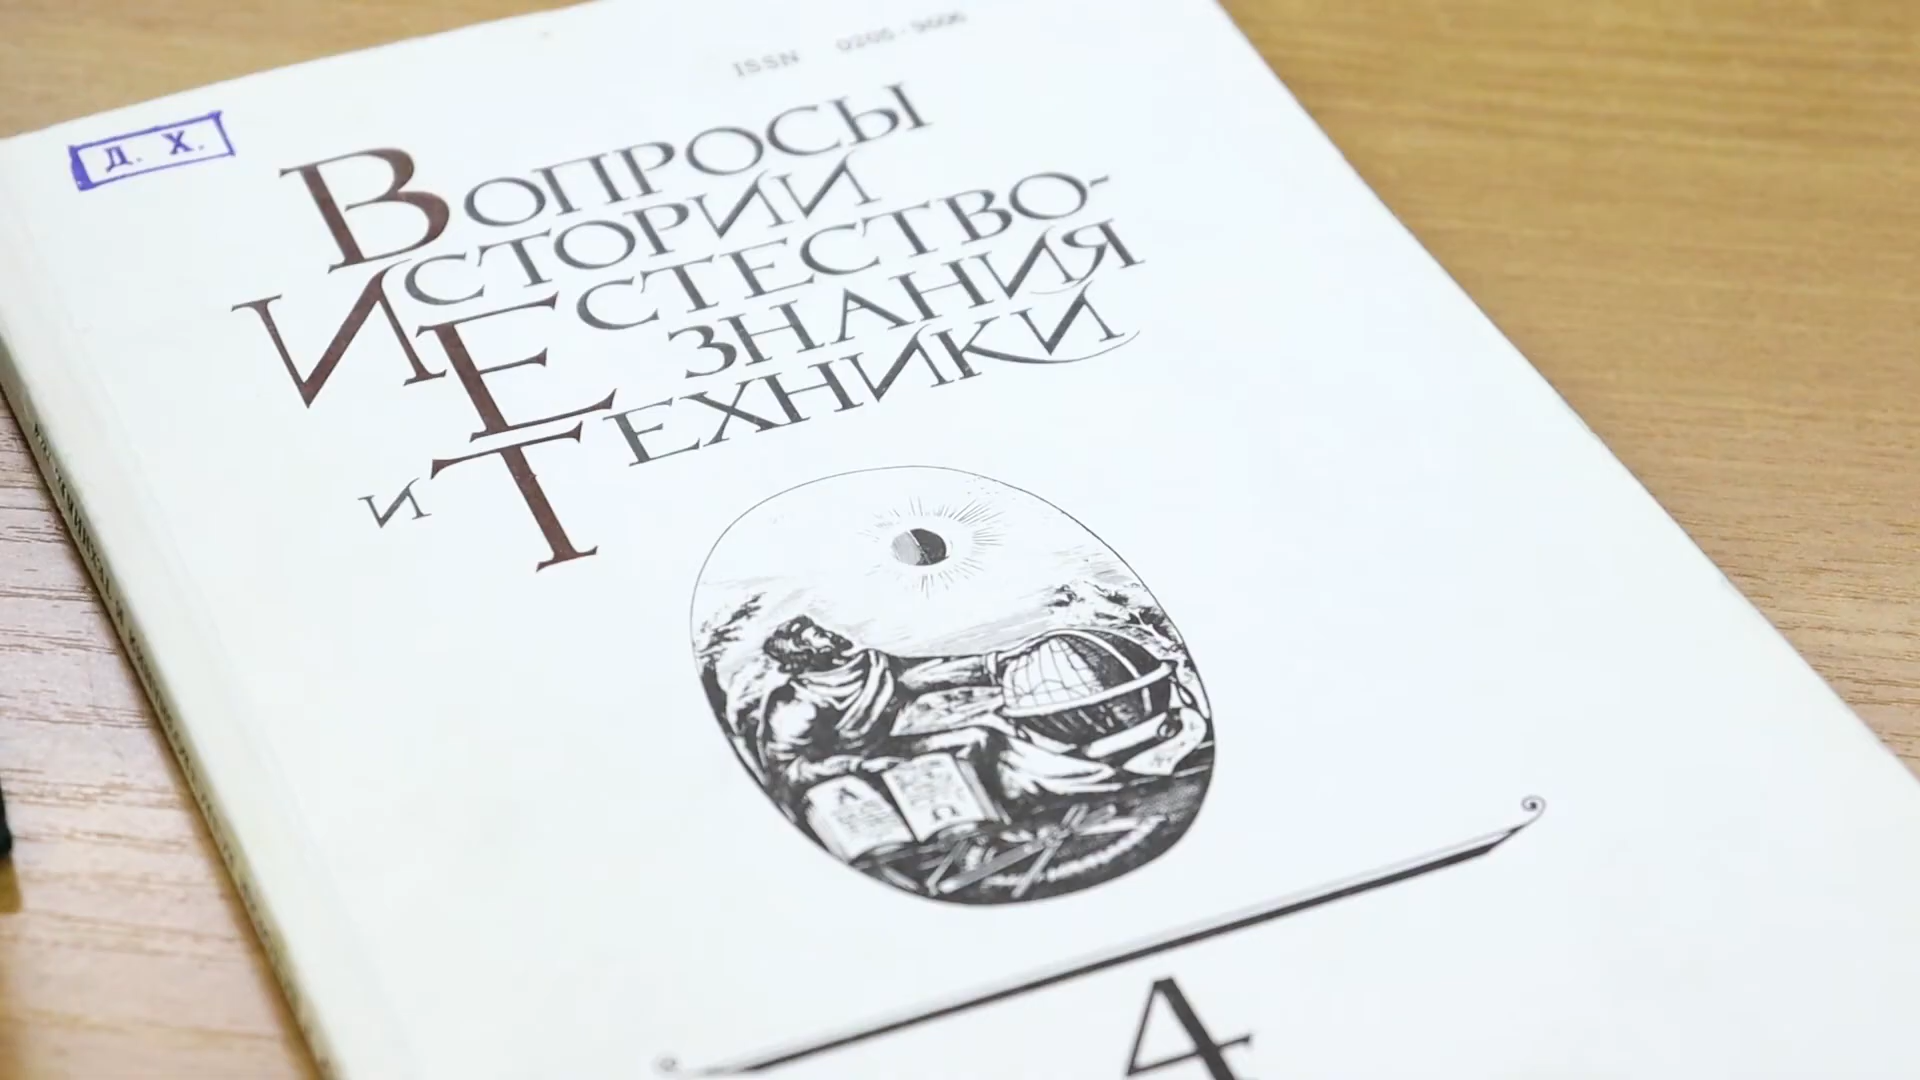 ISSN 0205-9606
Д. Х.
ВОПРОСЫ
ИСТОРИИ
ЕСТЕСТВО-
ЗНАНИЯ
и ТЕХНИКИ
А
Ω
4